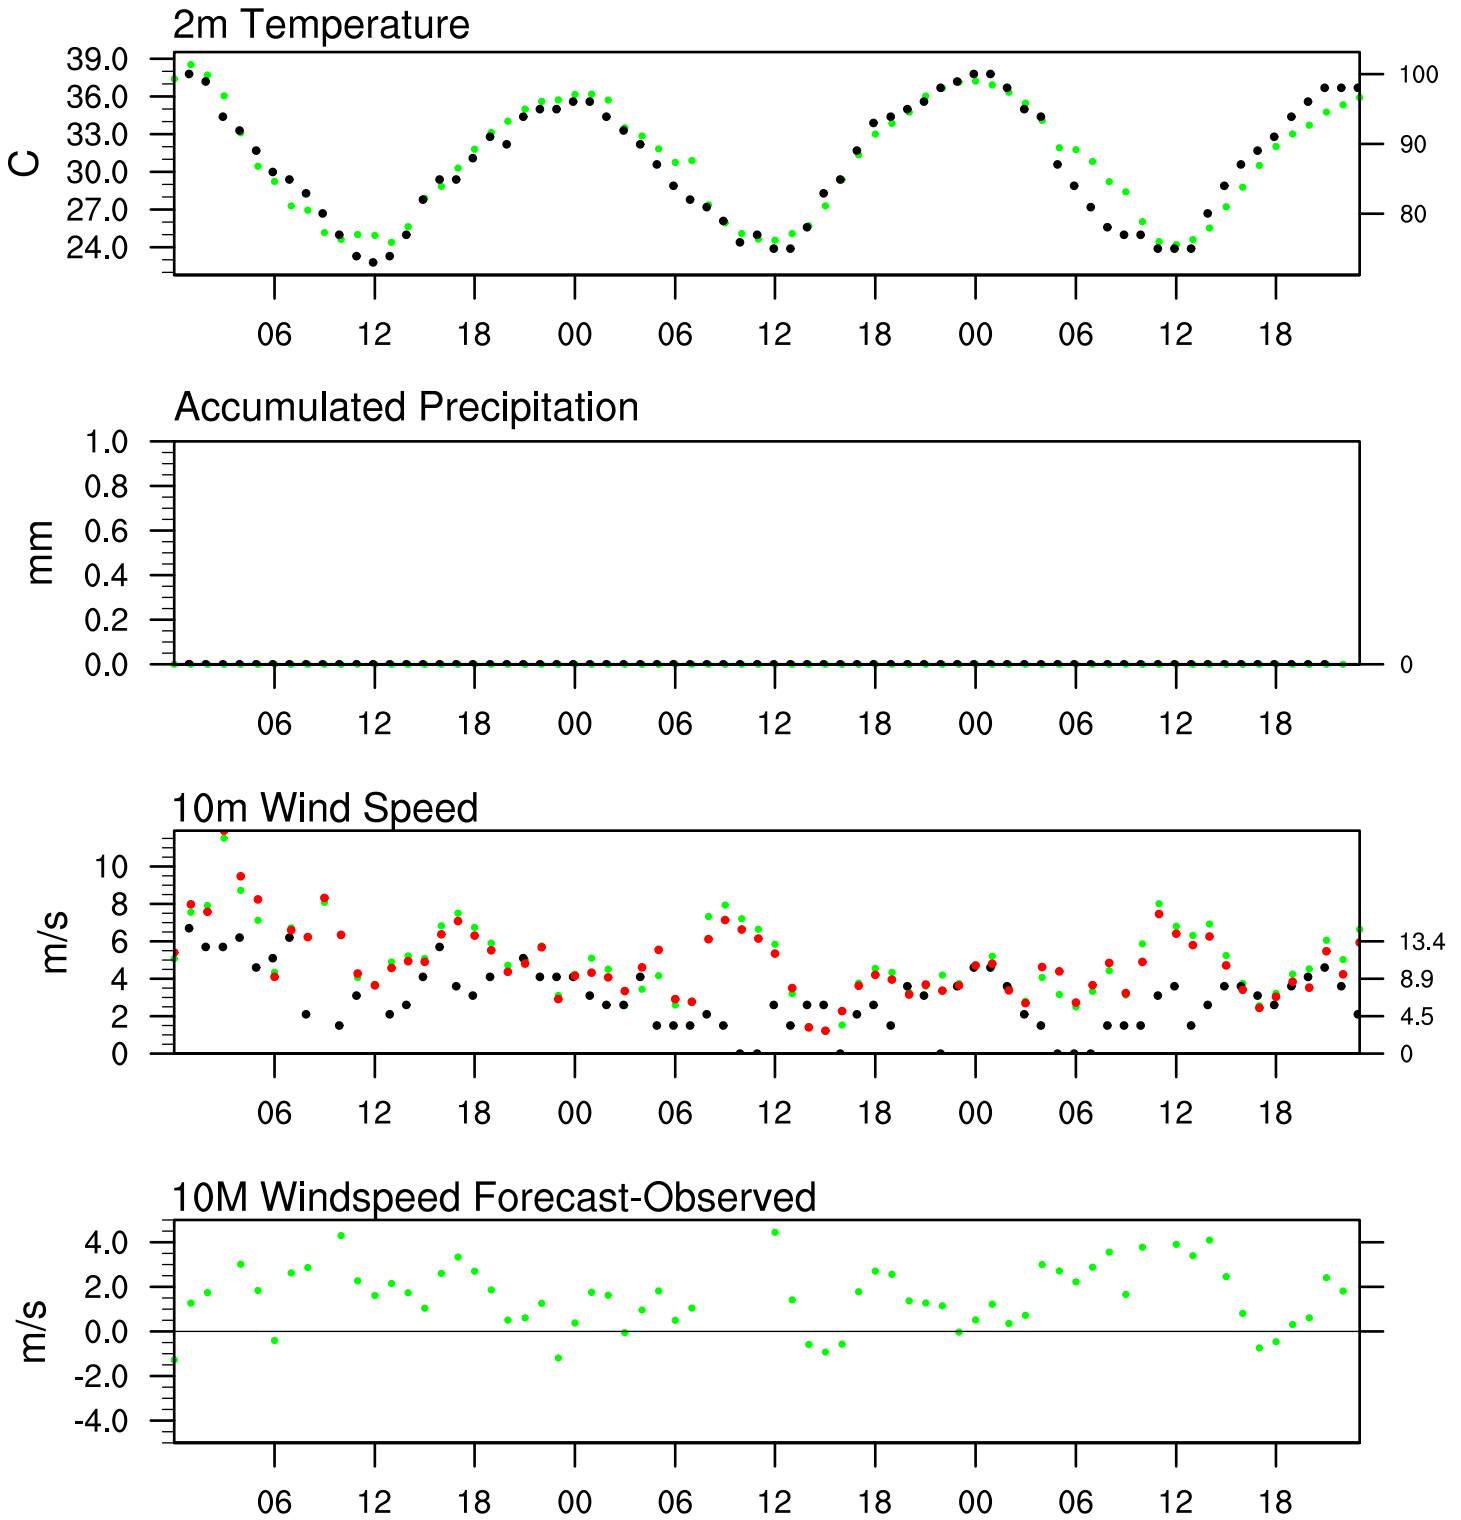 2m Temperature
39.0
36.0
33.0
30.0
27.0
24.0
C
100
90
80
06 12 18 00 06 12 18 00 06 12 18
Accumulated Precipitation
1.0
0.8
0.6
0.4
0.2
0.0
mm
0
06 12 18 00 06 12 18 00 06 12 18
10m Wind Speed
10
8
6
4
2
0
m/s
13.4
8.9
4.5
0
06 12 18 00 06 12 18 00 06 12 18
10M Windspeed Forecast-Observed
4.0
2.0
0.0
-2.0
-4.0
m/s
06 12 18 00 06 12 18 00 06 12 18